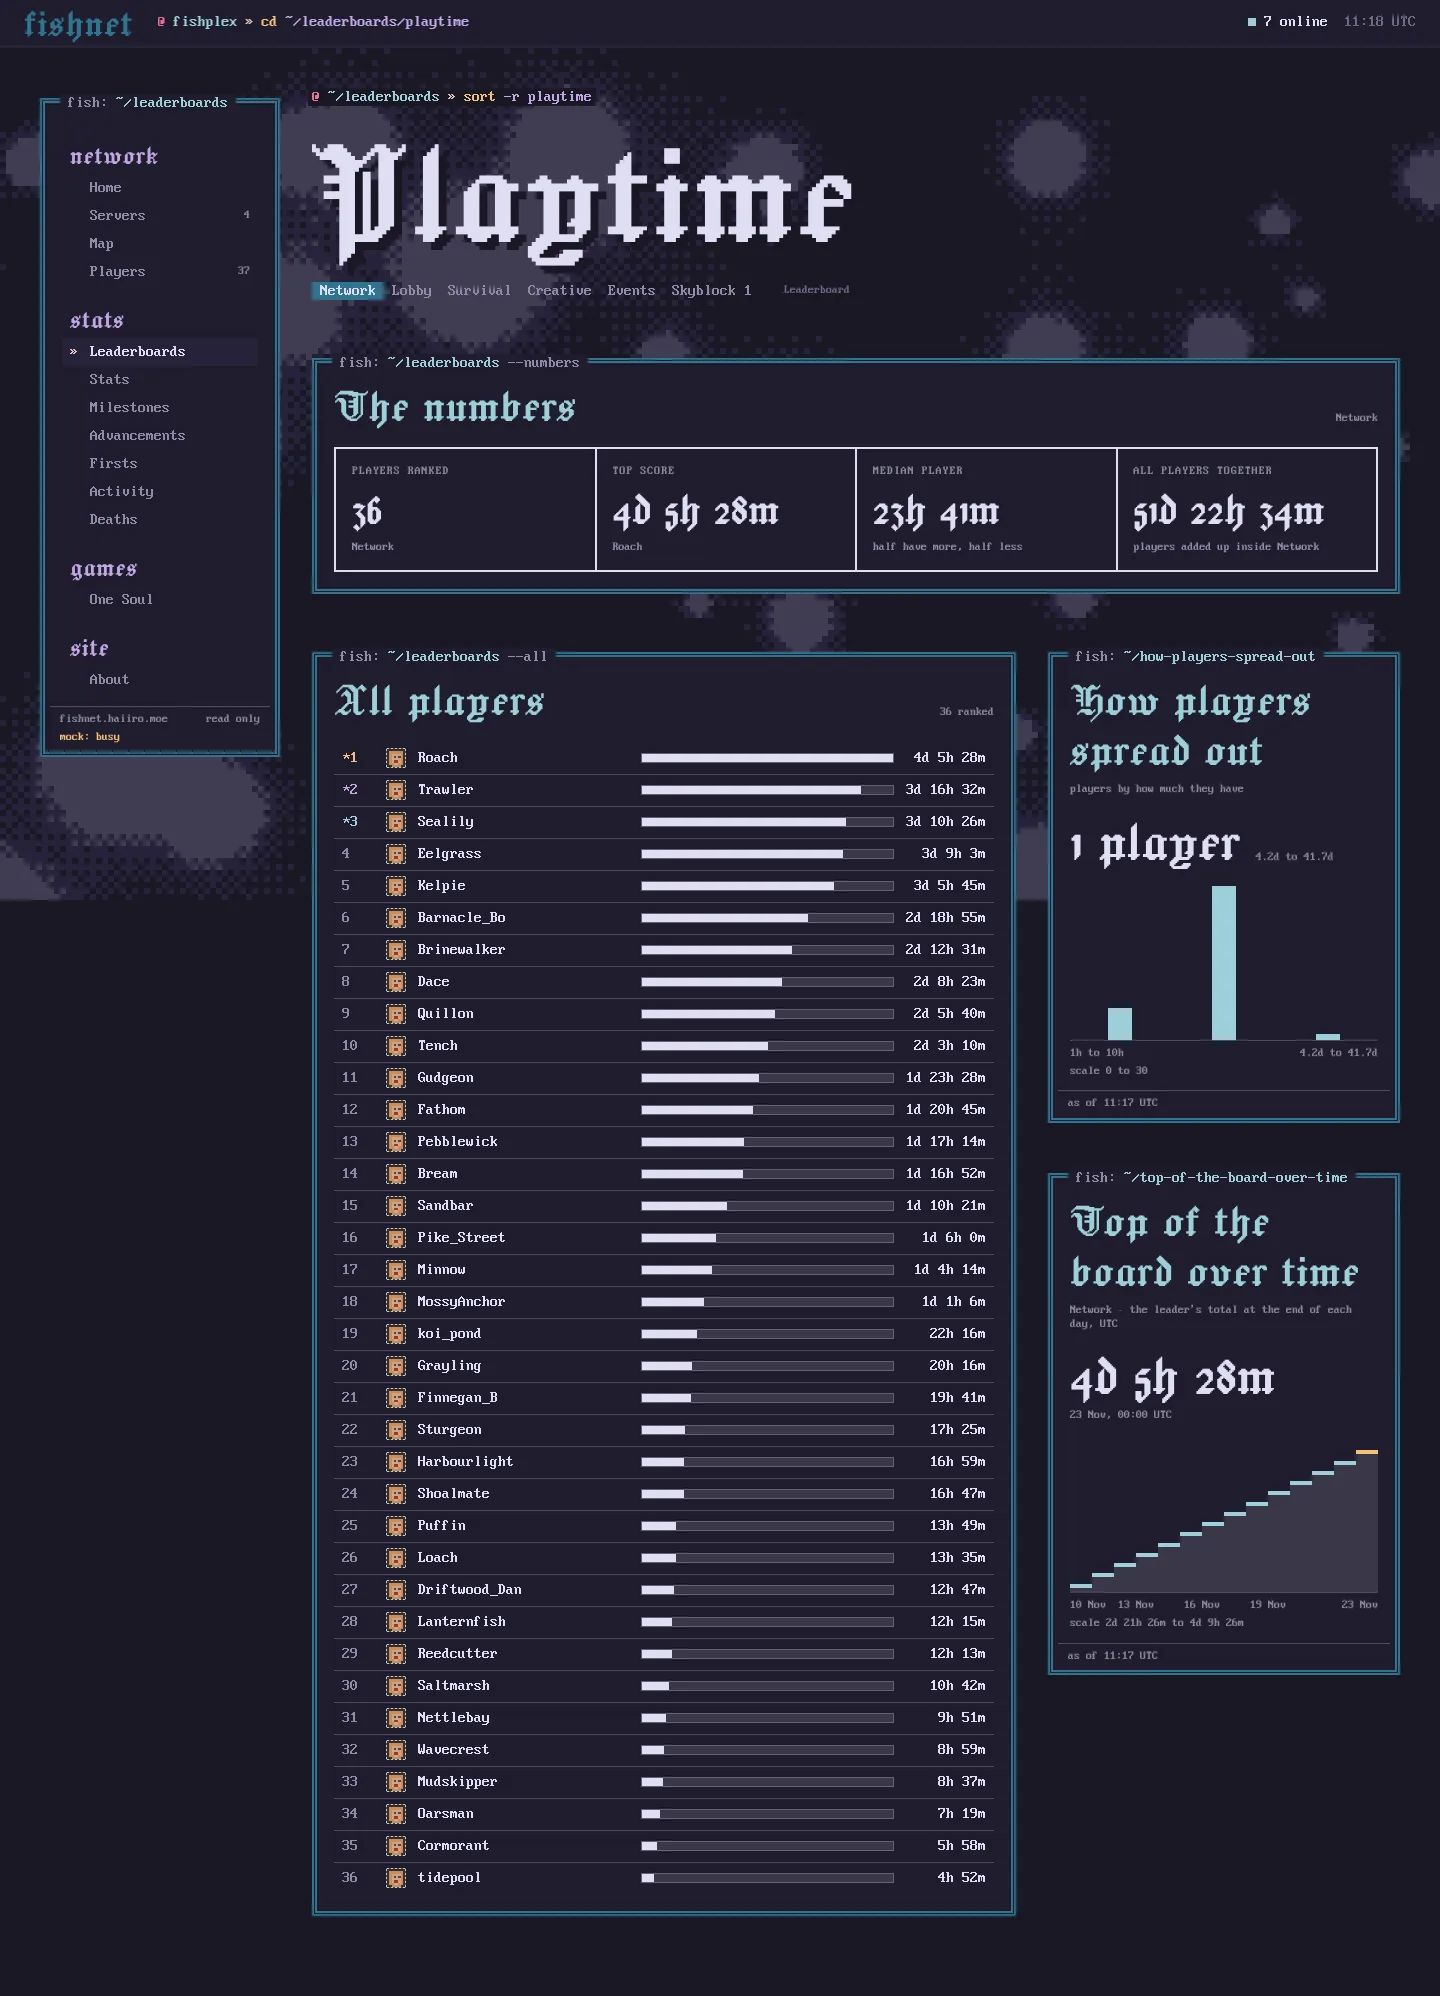 fishnet
@ fishplex » cd ~/leaderboards/playtime
7 online 11:18 UTC
fish: ~/leaderboards
network
Home
Servers 4
Map
Players 37
stats
» Leaderboards
Stats
Milestones
Advancements
Firsts
Activity
Deaths
games
One Soul
site
About
fishnet.haiiro.moe read only
mock: busy
@ ~/leaderboards » sort -r playtime
Playtime
Network Lobby Survival Creative Events Skyblock 1 Leaderboard
fish: ~/leaderboards --numbers
The numbers
Network
PLAYERS RANKED
36
Network
TOP SCORE
4d 5h 28m
Roach
MEDIAN PLAYER
23h 41m
half have more, half less
ALL PLAYERS TOGETHER
51d 22h 34m
players added up inside Network
fish: ~/leaderboards --all
All players
36 ranked
*1 Roach 4d 5h 28m
*2 Trawler 3d 16h 32m
*3 Sealily 3d 10h 26m
4 Eelgrass 3d 9h 3m
5 Kelpie 3d 5h 45m
6 Barnacle_Bo 2d 18h 55m
7 Brinewalker 2d 12h 31m
8 Dace 2d 8h 23m
9 Quillon 2d 5h 40m
10 Tench 2d 3h 10m
11 Gudgeon 1d 23h 28m
12 Fathom 1d 20h 45m
13 Pebblewick 1d 17h 14m
14 Bream 1d 16h 52m
15 Sandbar 1d 10h 21m
16 Pike_Street 1d 6h 0m
17 Minnow 1d 4h 14m
18 MossyAnchor 1d 1h 6m
19 koi_pond 22h 16m
20 Grayling 20h 16m
21 Finnegan_B 19h 41m
22 Sturgeon 17h 25m
23 Harbourlight 16h 59m
24 Shoalmate 16h 47m
25 Puffin 13h 49m
26 Loach 13h 35m
27 Driftwood_Dan 12h 47m
28 Lanternfish 12h 15m
29 Reedcutter 12h 13m
30 Saltmarsh 10h 42m
31 Nettlebay 9h 51m
32 Wavecrest 8h 59m
33 Mudskipper 8h 37m
34 Oarsman 7h 19m
35 Cormorant 5h 58m
36 tidepool 4h 52m
fish: ~/how-players-spread-out
How players
spread out
players by how much they have
1 player 4.2d to 41.7d
1h to 10h 4.2d to 41.7d
scale 0 to 30
as of 11:17 UTC
fish: ~/top-of-the-board-over-time
Top of the
board over time
Network - the leader's total at the end of each
day, UTC
4d 5h 28m
23 Nov, 00:00 UTC
10 Nov 13 Nov 16 Nov 19 Nov 23 Nov
scale 2d 21h 26m to 4d 9h 26m
as of 11:17 UTC